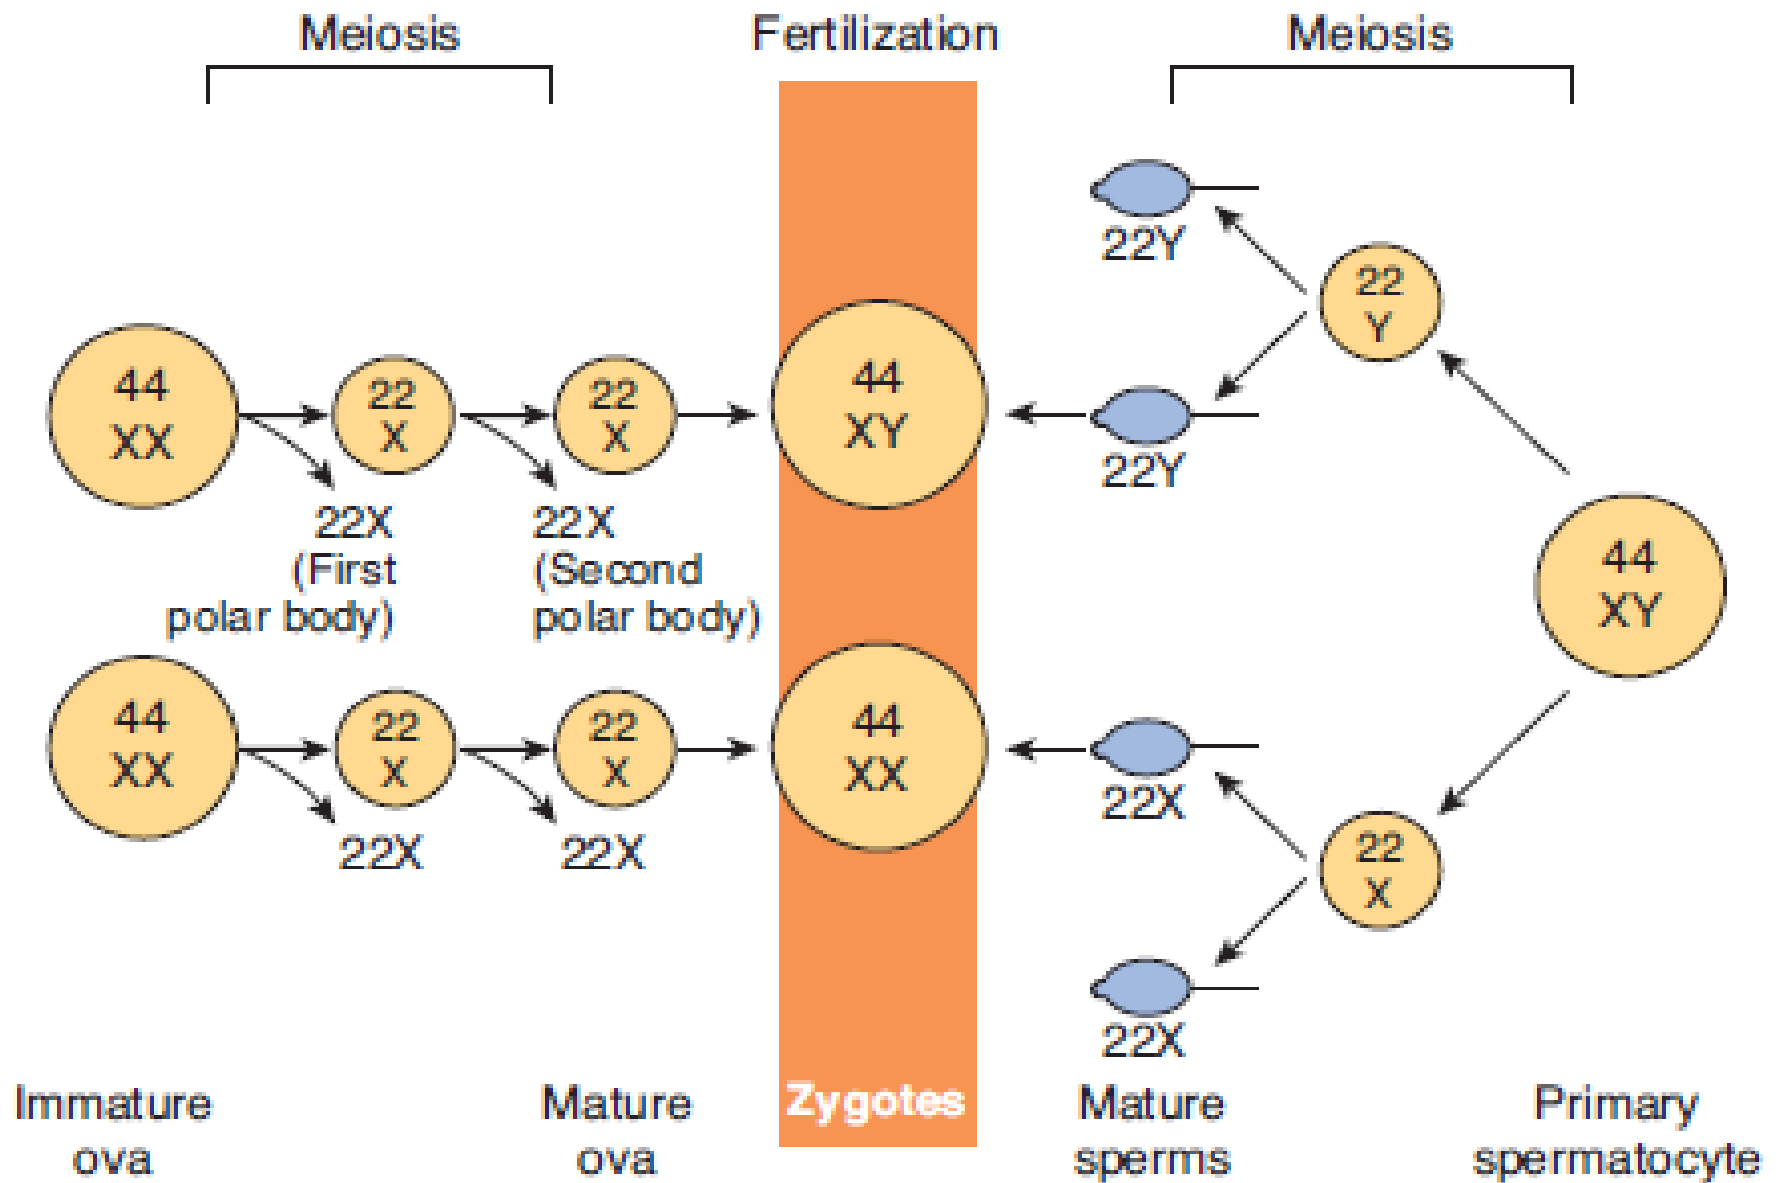 Meiosis
Fertilization
Meiosis
22Y
22
Y
44
XX
22
X
22
X
44
XY
22Y
22X
(First
polar body)
22X
(Second
polar body)
44
XY
44
XX
22
X
22
X
44
XX
22X
22X
22X
22
X
22X
Immature
ova
Mature
ova
Zygotes
Mature
sperms
Primary
spermatocyte